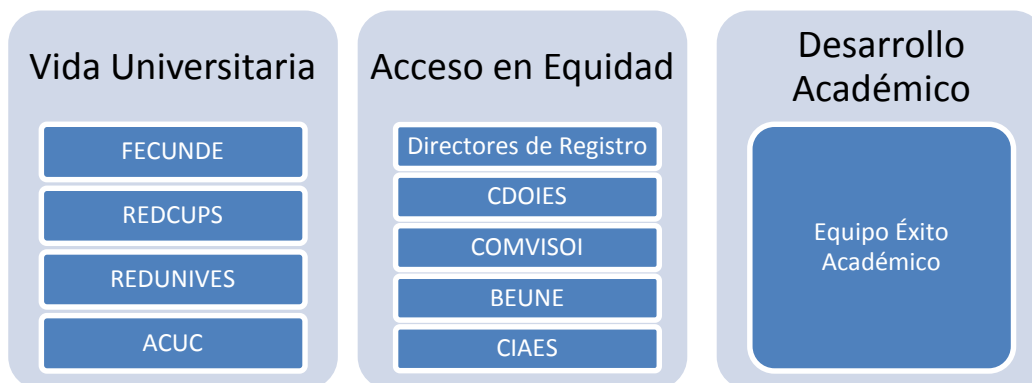 Vida Universitaria
FECUNDE
REDCUPS
REDUNIVES
ACUC
Acceso en Equidad
Directores de Registro
CDOIES
COMVISOI
BEUNE
CIAES
Desarrollo
Académico
Equipo Éxito
Académico